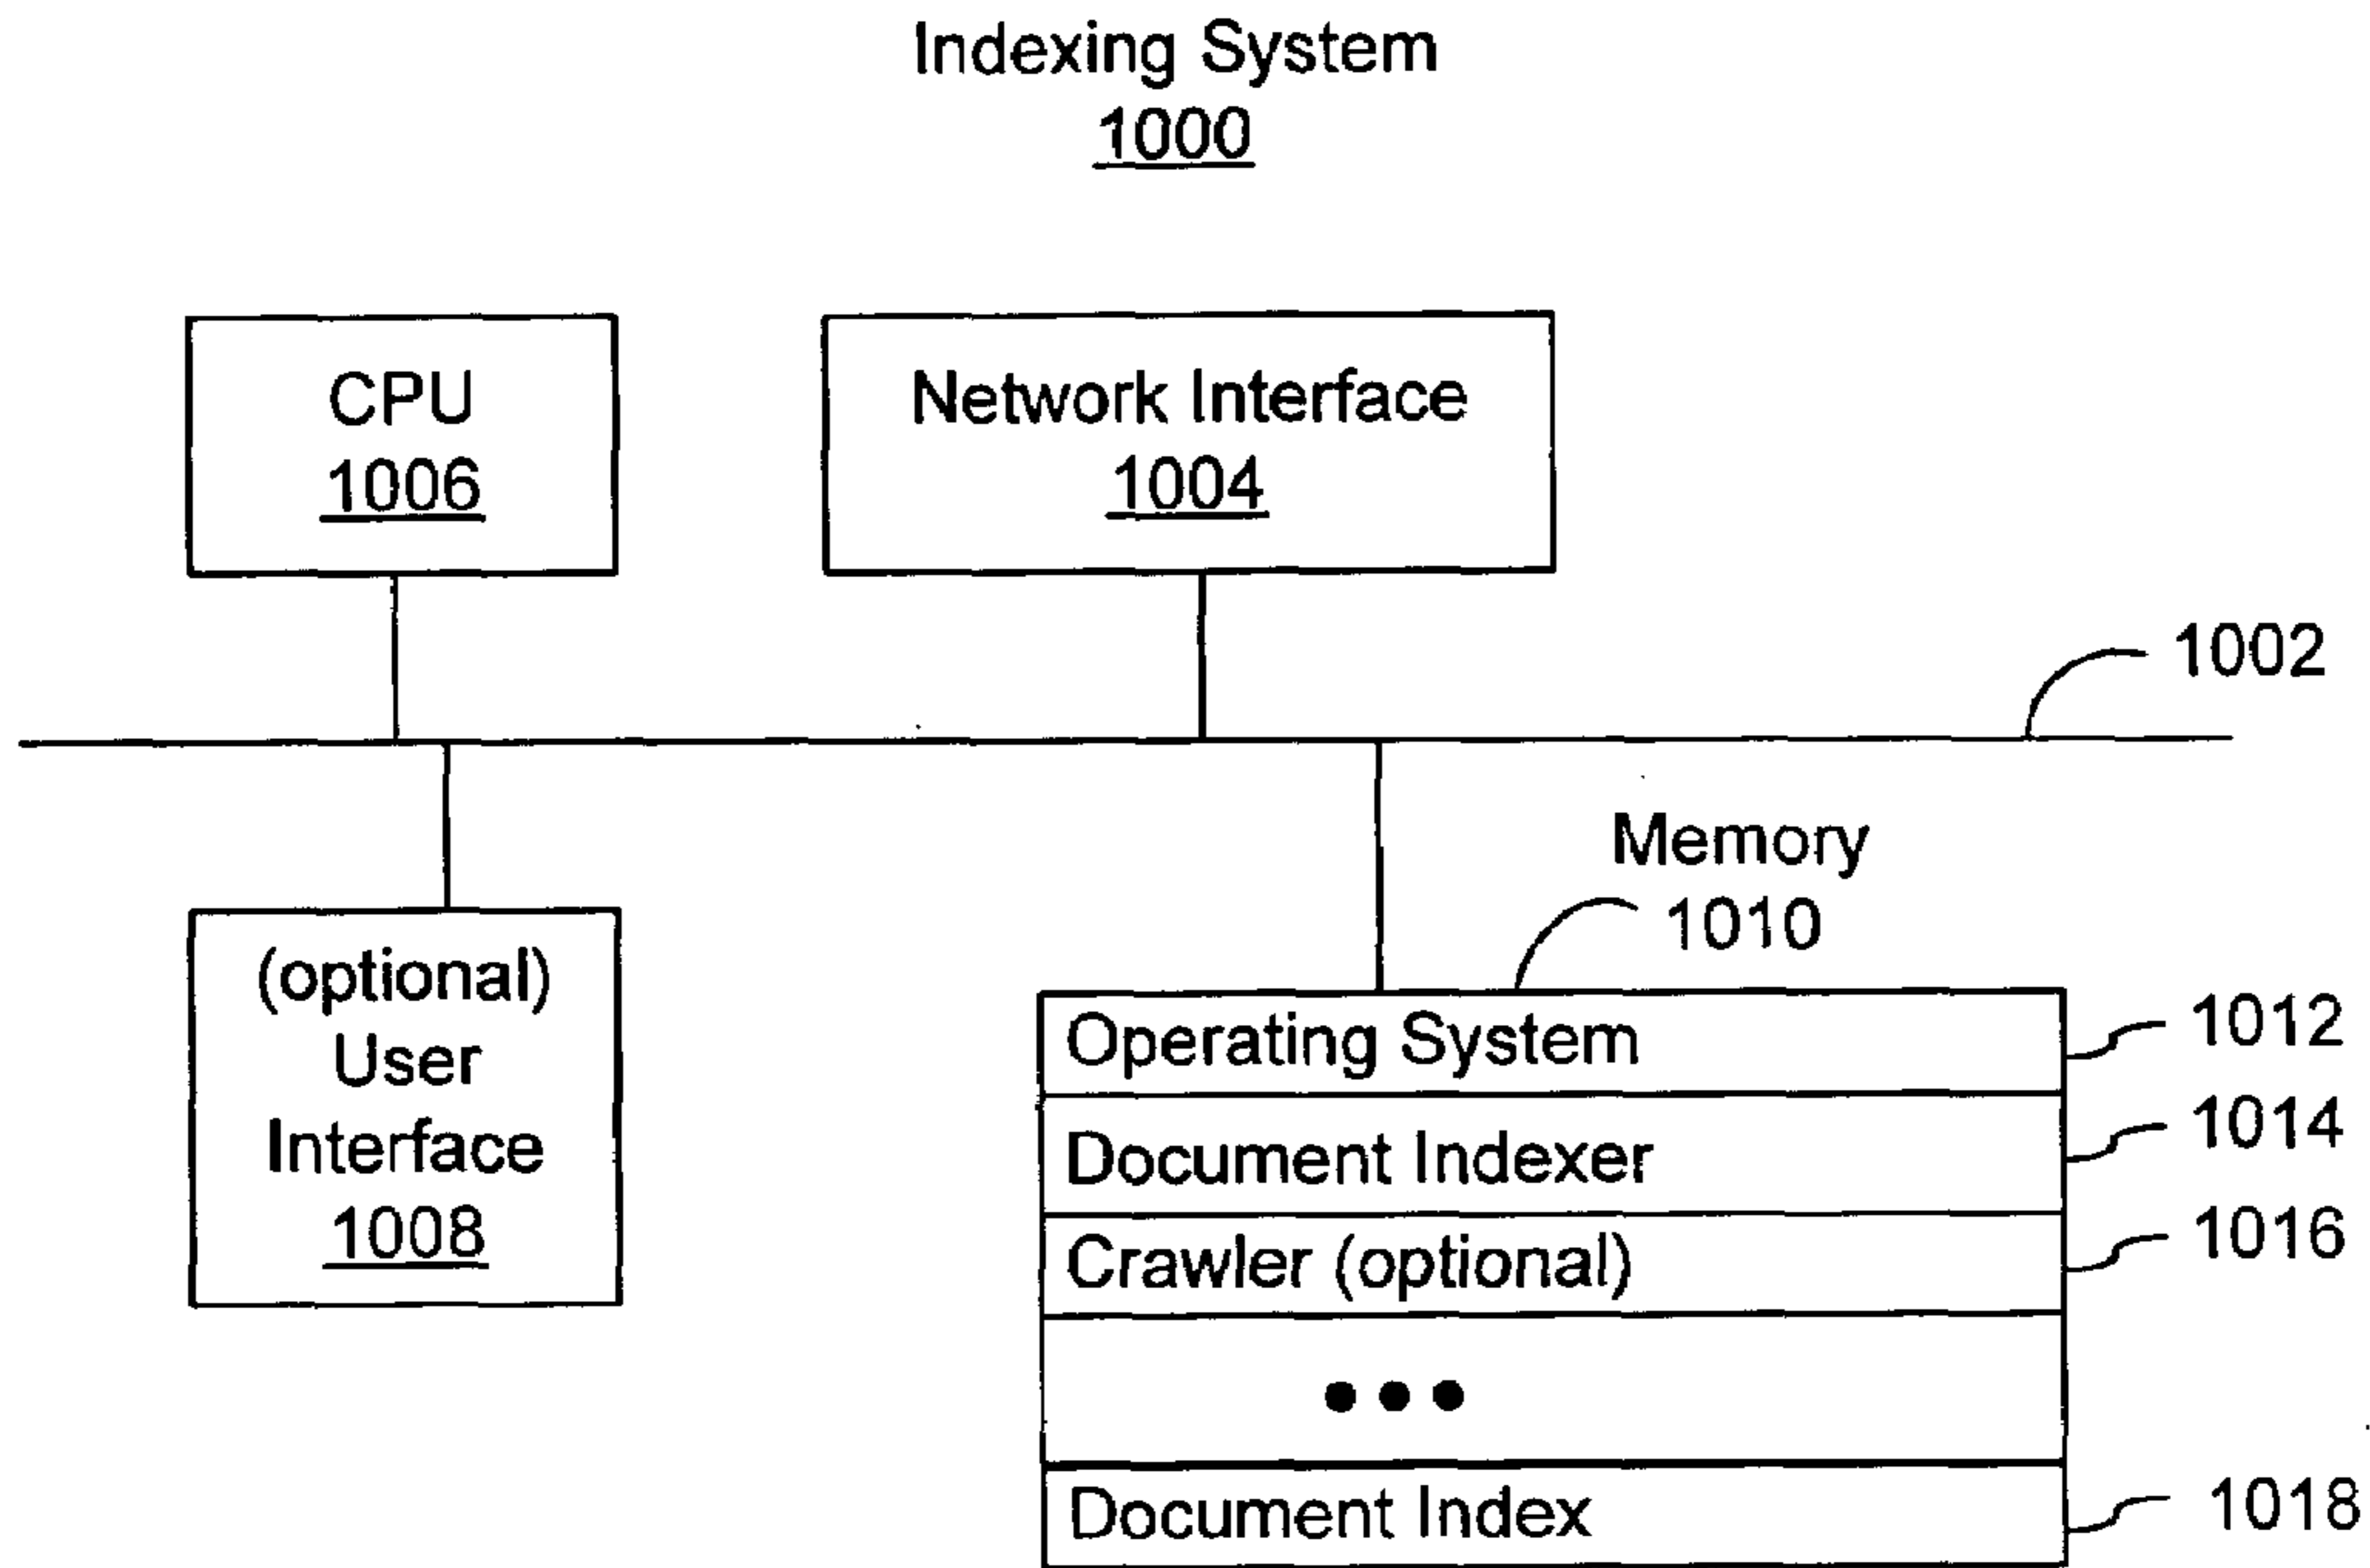 Indexing System
1000
CPU
1006
Network Interface
1004
1002
(optional)
User
Interface
1008
Memory
1010
Operating System
1012
Document Indexer
1014
Crawler (optional)
1016
Document Index
1018